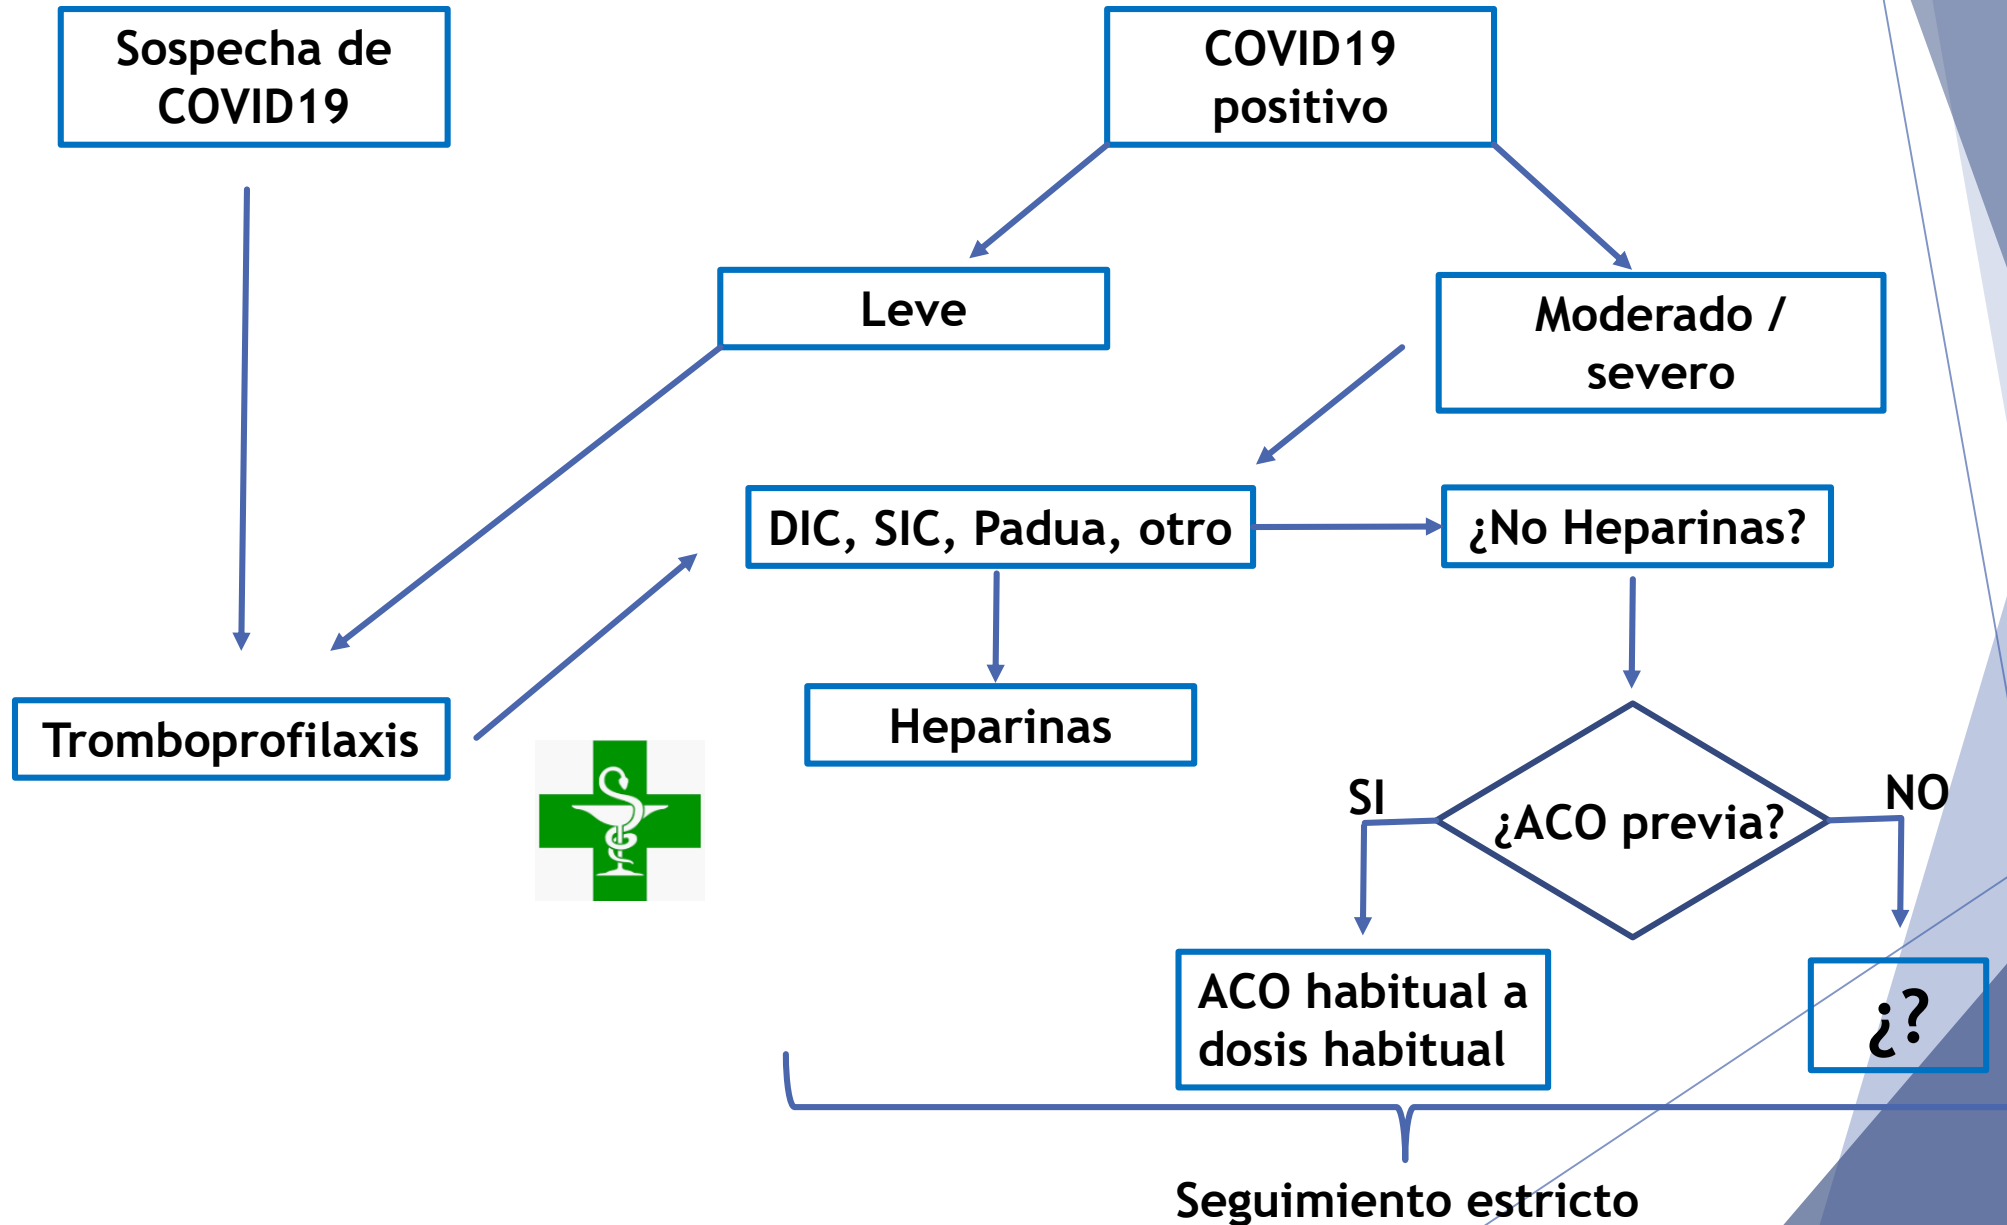 Sospecha de
COVID19
COVID19
positivo
Leve
Moderado /
severo
DIC, SIC, Padua, otro
¿No Heparinas?
Tromboprofilaxis
Heparinas
SI
¿ACO previa?
NO
ACO habitual a
dosis habitual
¿?
Seguimiento estricto